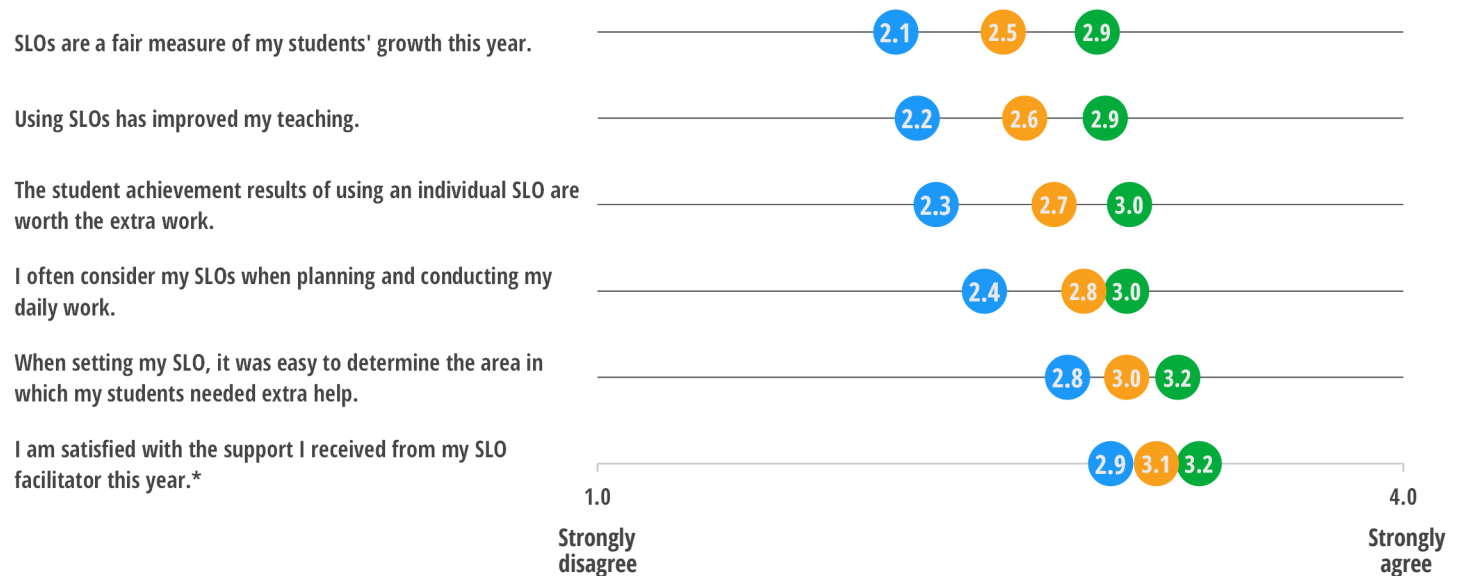 SLOs are a fair measure of my students' growth this year.
2.1 2.5 2.9
Using SLOs has improved my teaching.
2.2 2.6 2.9
The student achievement results of using an individual SLO are
worth the extra work.
2.3 2.7 3.0
I often consider my SLOs when planning and conducting my
daily work.
2.4 2.8 3.0
When setting my SLO, it was easy to determine the area in
which my students needed extra help.
2.8 3.0 3.2
I am satisfied with the support I received from my SLO
facilitator this year.*
2.9 3.1 3.2
1.0 4.0
Strongly Strongly
disagree agree